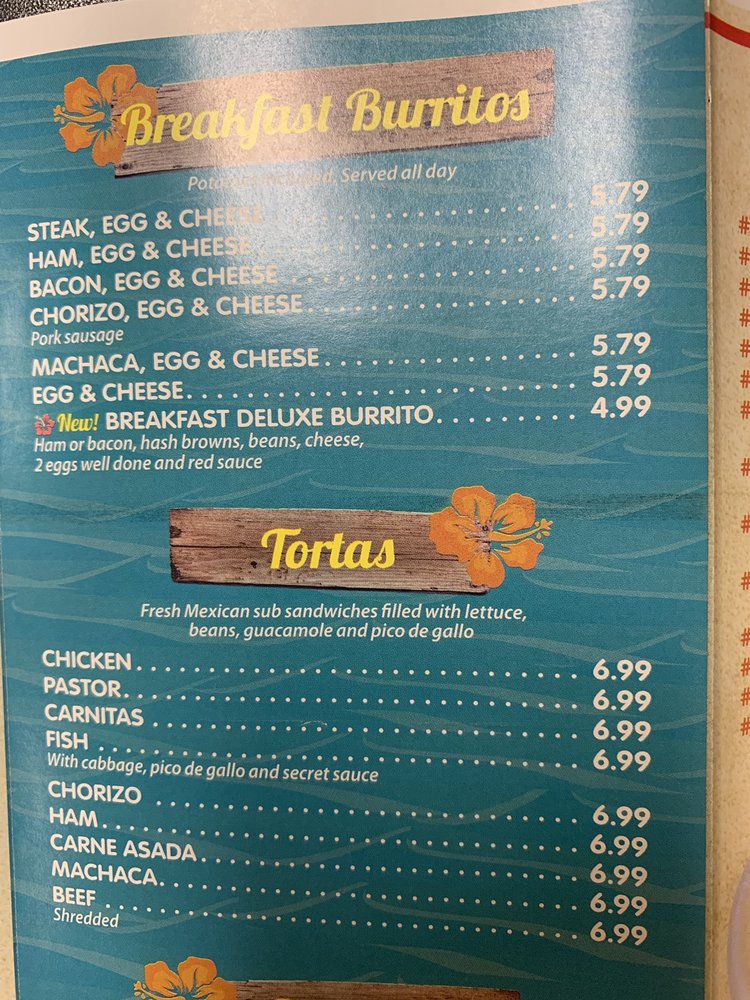 Breakfast Burritos
Served all day
STEAK, EGG & CHEESE . . . . . . . . . . . . . . . . . . . . 5.79
HAM, EGG & CHEESE . . . . . . . . . . . . . . . . . . . . 5.79
BACON, EGG & CHEESE . . . . . . . . . . . . . . . . . . . . 5.79
CHORIZO, EGG & CHEESE . . . . . . . . . . . . . . . . . . 5.79
Pork sausage
MACHACA, EGG & CHEESE . . . . . . . . . . . . . . . . . 5.79
EGG & CHEESE . . . . . . . . . . . . . . . . . . . . . . . . . . 5.79
New! BREAKFAST DELUXE BURRITO . . . . . . . . . 4.99
Ham or bacon, hash browns, beans, cheese,
2 eggs well done and red sauce
Tortas
Fresh Mexican sub sandwiches filled with lettuce,
beans, guacamole and pico de gallo
CHICKEN . . . . . . . . . . . . . . . . . . . . . . . . . . . . . 6.99
PASTOR . . . . . . . . . . . . . . . . . . . . . . . . . . . . . . 6.99
CARNITAS . . . . . . . . . . . . . . . . . . . . . . . . . . . . 6.99
FISH . . . . . . . . . . . . . . . . . . . . . . . . . . . . . . . . 6.99
With cabbage, pico de gallo and secret sauce
CHORIZO . . . . . . . . . . . . . . . . . . . . . . . . . . . . 6.99
HAM . . . . . . . . . . . . . . . . . . . . . . . . . . . . . . . . 6.99
CARNE ASADA . . . . . . . . . . . . . . . . . . . . . . . . 6.99
MACHACA . . . . . . . . . . . . . . . . . . . . . . . . . . . . 6.99
BEEF . . . . . . . . . . . . . . . . . . . . . . . . . . . . . . . 6.99
Shredded